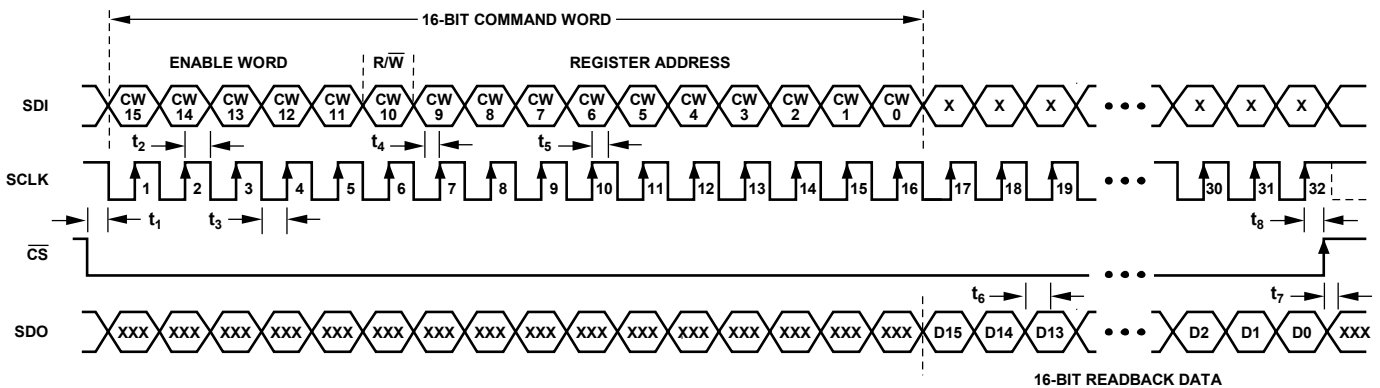 16-BIT COMMAND WORD
ENABLE WORD R/W̅ REGISTER ADDRESS
SDI CW 15 CW 14 CW 13 CW 12 CW 11 CW 10 CW 9 CW 8 CW 7 CW 6 CW 5 CW 4 CW 3 CW 2 CW 1 CW 0 X X X X X X
t2 t4 t5
SCLK 1 2 3 4 5 6 7 8 9 10 11 12 13 14 15 16 17 18 19 30 31 32
t1 t3 t8
C̅S̅
t6 t7
SDO XXX XXX XXX XXX XXX XXX XXX XXX XXX XXX XXX XXX XXX XXX XXX XXX D15 D14 D13 D2 D1 D0 XXX
16-BIT READBACK DATA